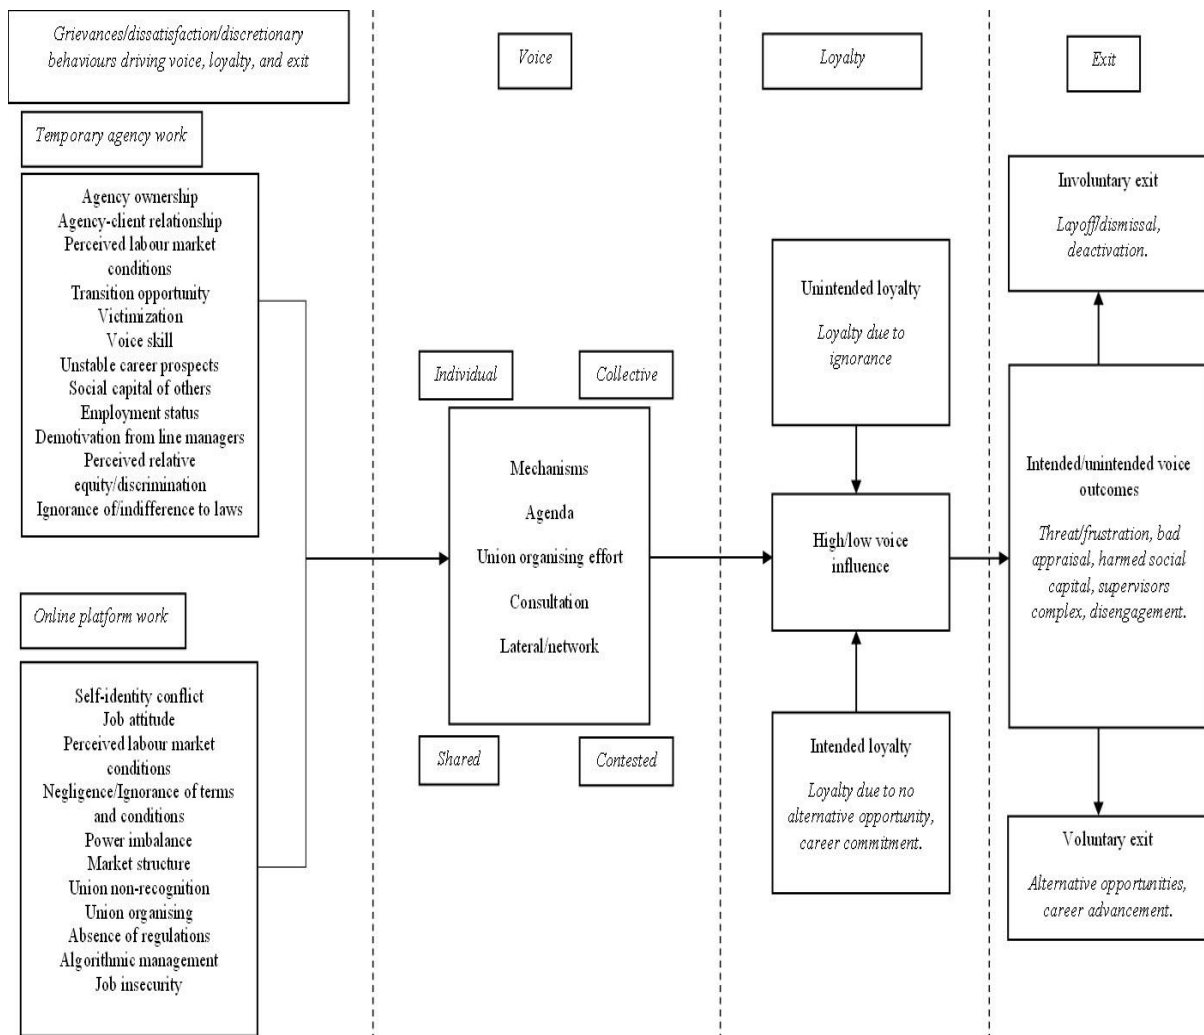 Grievances/dissatisfaction/discretionary
behaviours driving voice, loyalty, and exit
Temporary agency work
Agency ownership
Agency-client relationship
Perceived labour market
conditions
Transition opportunity
Victimization
Voice skill
Unstable career prospects
Social capital of others
Employment status
Demotivation from line managers
Perceived relative
equity/discrimination
Ignorance of/indifference to laws
Online platform work
Self-identity conflict
Job attitude
Perceived labour market
conditions
Negligence/Ignorance of terms
and conditions
Power imbalance
Market structure
Union non-recognition
Union organising
Absence of regulations
Algorithmic management
Job insecurity
Voice
Individual
Collective
Mechanisms
Agenda
Union organising effort
Consultation
Lateral/network
Shared
Contested
Loyalty
Unintended loyalty
Loyalty due to
ignorance
High/low voice
influence
Intended loyalty
Loyalty due to no
alternative opportunity,
career commitment.
Exit
Involuntary exit
Layoff/dismissal,
deactivation.
Intended/unintended voice
outcomes
Threat/frustration, bad
appraisal, harmed social
capital, supervisors
complex, disengagement.
Voluntary exit
Alternative opportunities,
career advancement.